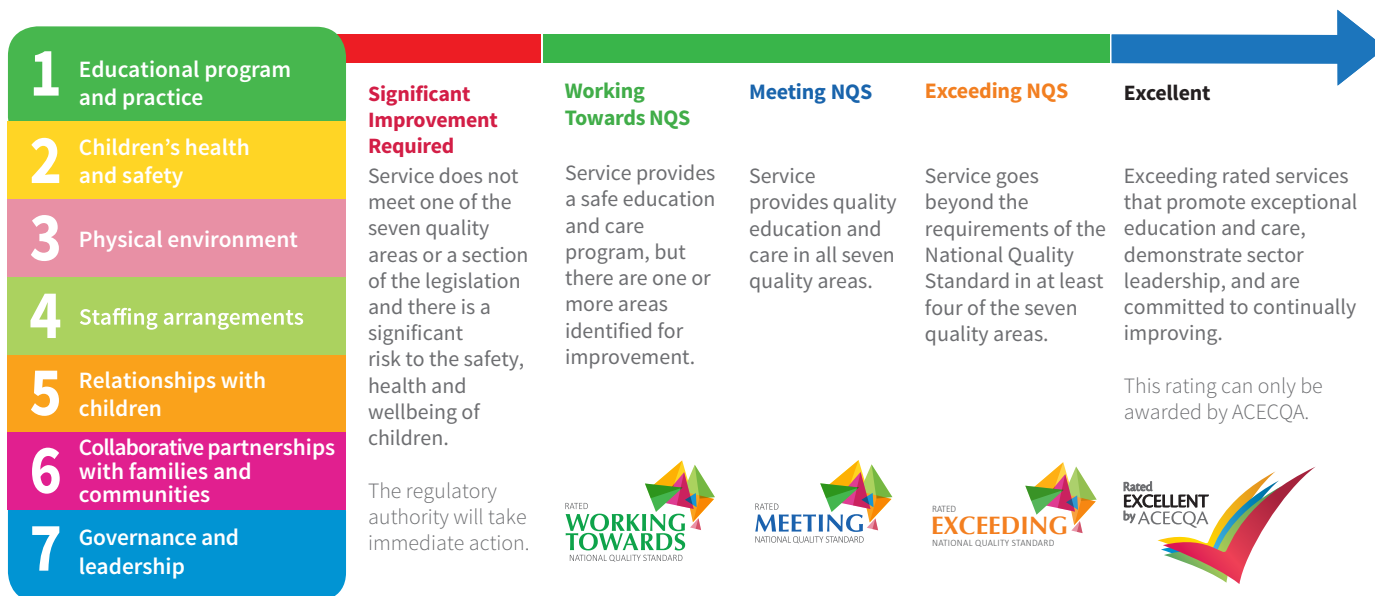 1
Educational program
and practice
2
Children's health
and safety
3
Physical environment
4
Staffing arrangements
5
Relationships with
children
6
Collaborative partnerships
with families and
communities
7
Governance and
leadership
Significant
Improvement
Required
Service does not
meet one of the
seven quality
areas or a section
of the legislation
and there is a
significant
risk to the safety,
health and
wellbeing of
children.
The regulatory
authority will take
immediate action.
Working
Towards NQS
Service provides
a safe education
and care
program, but
there are one or
more areas
identified for
improvement.
RATED
WORKING
TOWARDS
NATIONAL QUALITY STANDARD
Meeting NQS
Service
provides quality
education and
care in all seven
quality areas.
RATED
MEETING
NATIONAL QUALITY STANDARD
Exceeding NQS
Service goes
beyond the
requirements of the
National Quality
Standard in at least
four of the seven
quality areas.
RATED
EXCEEDING
NATIONAL QUALITY STANDARD
Excellent
Exceeding rated services
that promote exceptional
education and care,
demonstrate sector
leadership, and are
committed to continually
improving.
This rating can only be
awarded by ACECQA.
Rated
EXCELLENT
by ACECQA